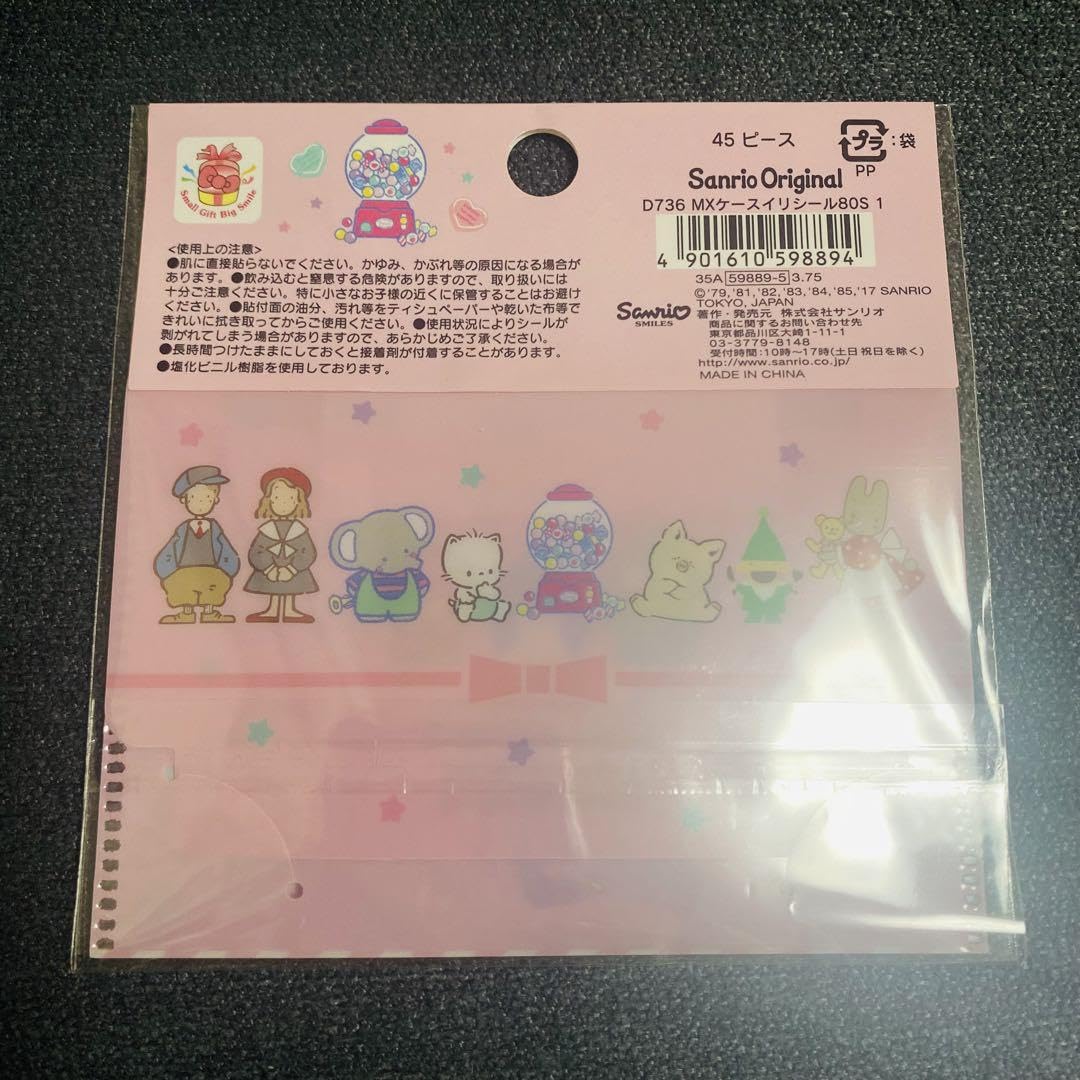 Small Gift Big Smile
45 ピース
プラ
:袋
PP
Sanrio Original
D736 MXケースイリシール80S 1
4 901610 598894
35A 59889-5 3.75
©'79,'81,'82,'83,'84,'85,'17 SANRIO
TOKYO, JAPAN
Sanrio
SMILES
著作・発売元 株式会社サンリオ
商品に関するお問い合わせ先
東京都品川区大崎1-11-1
03-3779-8148
受付時間:10時〜17時(土日祝日を除く)
http://www.sanrio.co.jp/
MADE IN CHINA
<使用上の注意>
●肌に直接貼らないでください。かゆみ、かぶれ等の原因になる場合が
あります。●飲み込むと窒息する危険がありますので、取り扱いには
十分ご注意ください。特に小さなお子様の近くに保管することはお避け
ください。●貼付面の油分、汚れ等をティシュペーパーや乾いた布等で
きれいに拭き取ってからご使用ください。●使用状況によりシールが
剥がれてしまう場合がありますので、あらかじめご了承ください。
●長時間つけたままにしておくと接着剤が付着することがあります。
●塩化ビニル樹脂を使用しております。